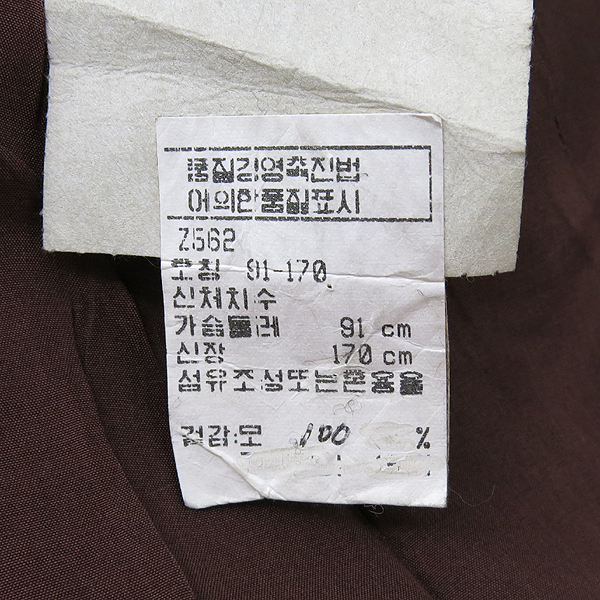 품질경영촉진법
에의한품질표시
Z562
호칭 91-170
신체치수
가슴둘레 91 cm
신장 170 cm
섬유조성또는혼용율
겉감:모 100 %